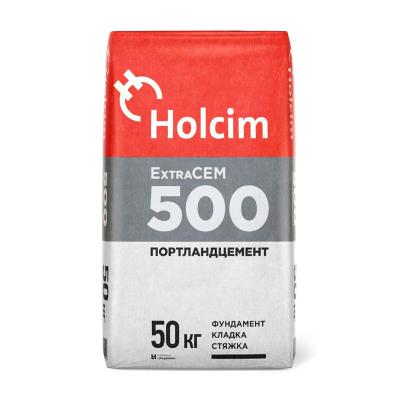 Holcim
ExtraCEM
500
ПОРТЛАНДЦЕМЕНТ
50 КГ
ФУНДАМЕНТ
КЛАДКА
СТЯЖКА